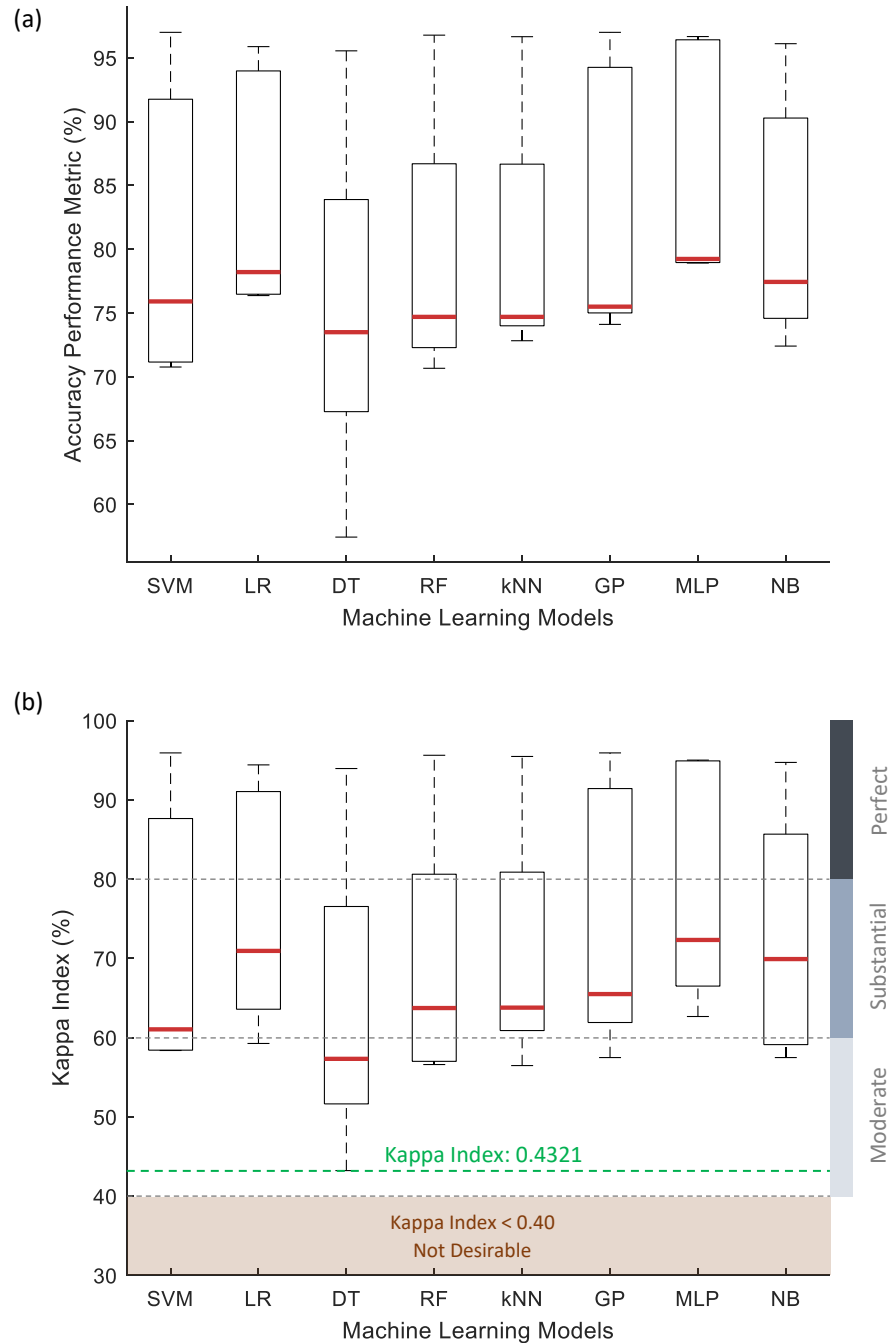 (a)
Accuracy Performance Metric (%)
95
90
85
80
75
70
65
60
SVM LR DT RF kNN GP MLP NB
Machine Learning Models
(b)
Kappa Index (%)
100
90
80
70
60
50
40
30
Perfect
Substantial
Moderate
Kappa Index: 0.4321
Kappa Index < 0.40
Not Desirable
SVM LR DT RF kNN GP MLP NB
Machine Learning Models